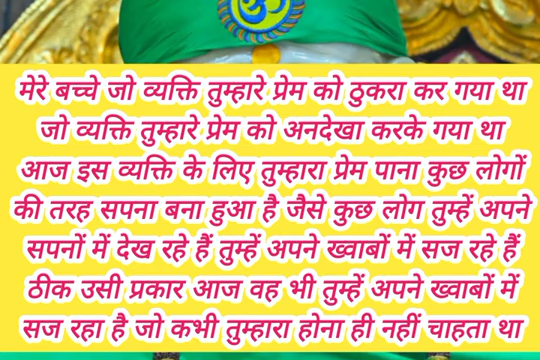 मेरे बच्चे जो व्यक्ति तुम्हारे प्रेम को ठुकरा कर गया था
जो व्यक्ति तुम्हारे प्रेम को अनदेखा करके गया था
आज इस व्यक्ति के लिए तुम्हारा प्रेम पाना कुछ लोगों
की तरह सपना बना हुआ है जैसे कुछ लोग तुम्हें अपने
सपनों में देख रहे हैं तुम्हें अपने ख्वाबों में सज रहे हैं
ठीक उसी प्रकार आज वह भी तुम्हें अपने ख्वाबों में
सज रहा है जो कभी तुम्हारा होना ही नहीं चाहता था